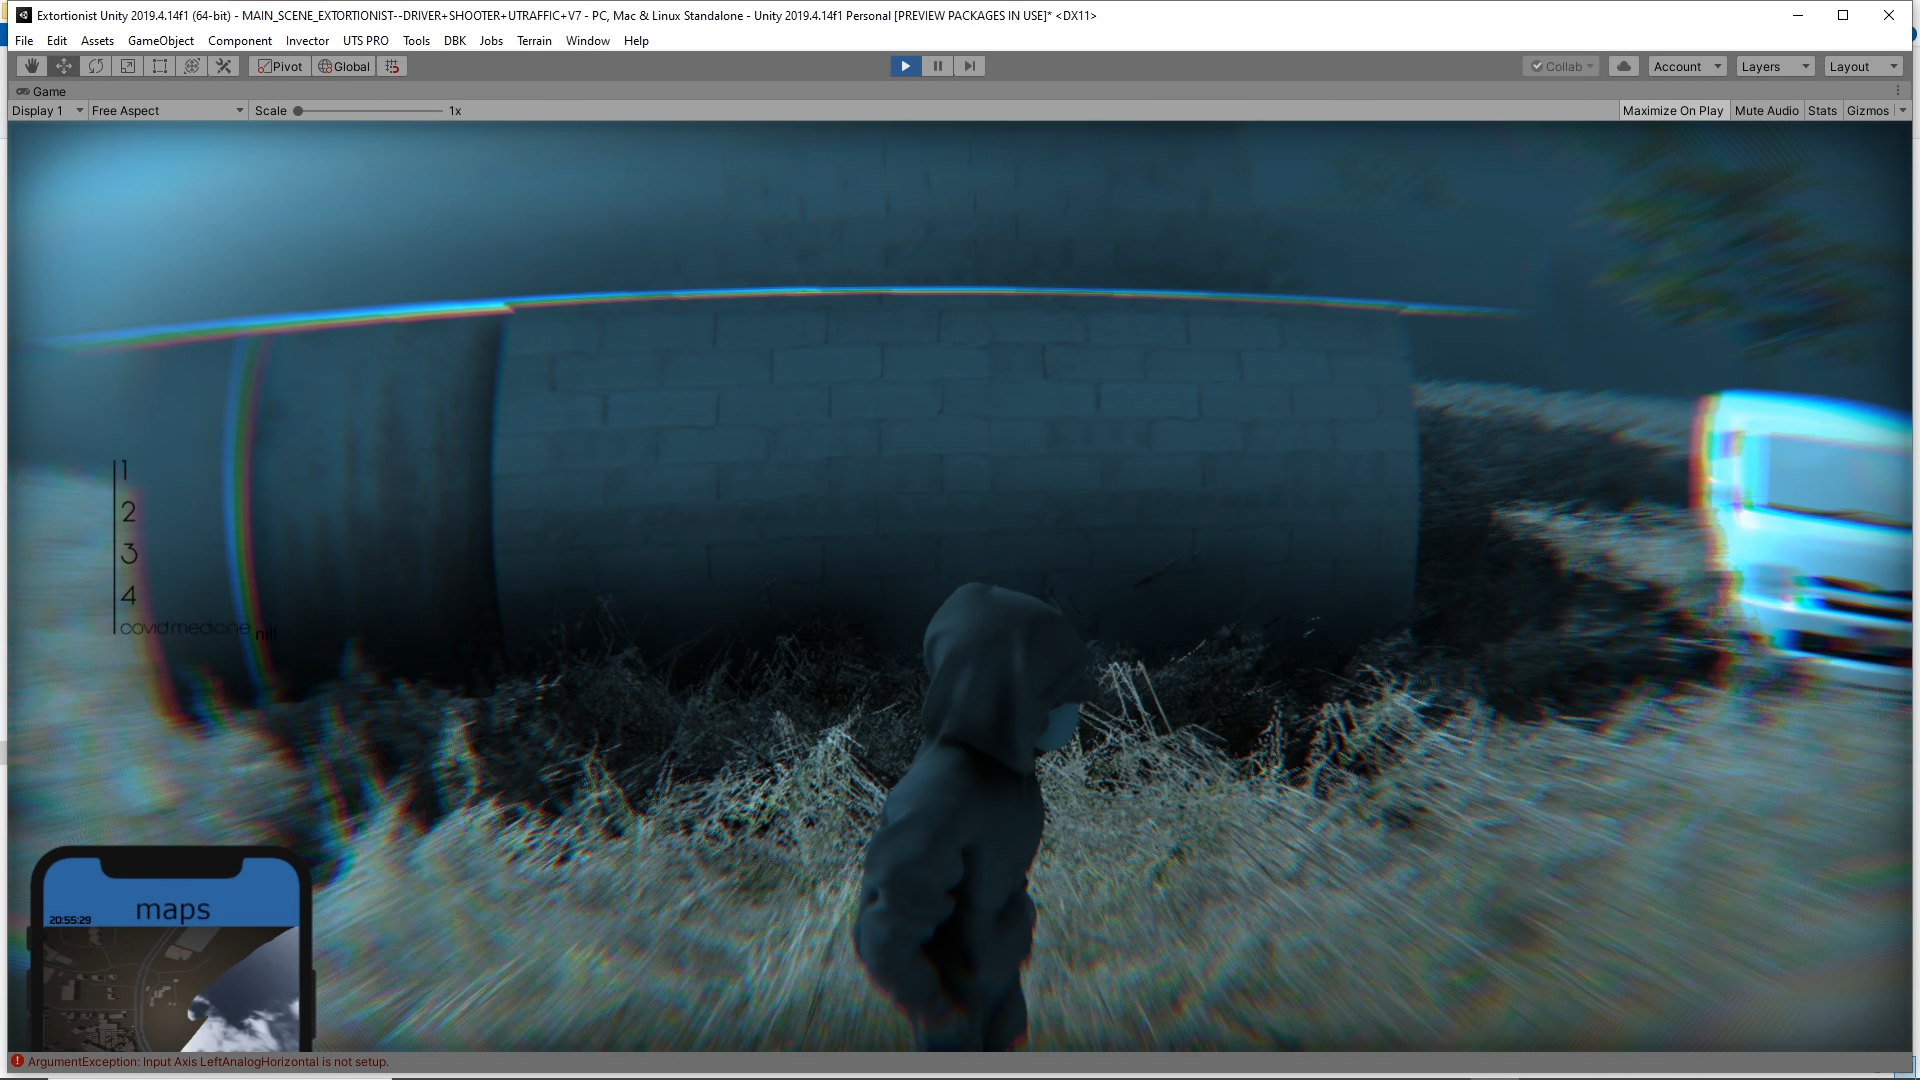 Extortionist Unity 2019.4.14f1 (64-bit) - MAIN_SCENE_EXTORTIONIST--DRIVER+SHOOTER+UTRAFFIC+V7 - PC, Mac & Linux Standalone - Unity 2019.4.14f1 Personal [PREVIEW PACKAGES IN USE]* <DX11>
File Edit Assets GameObject Component Invector UTS PRO Tools DBK Jobs Terrain Window Help
Pivot Global Collab Account Layers Layout
Game
Display 1 Free Aspect Scale 1x Maximize On Play Mute Audio Stats Gizmos
1
2
3
4
covid medicine nill
maps
20:55:29
ArgumentException: Input Axis LeftAnalogHorizontal is not setup.